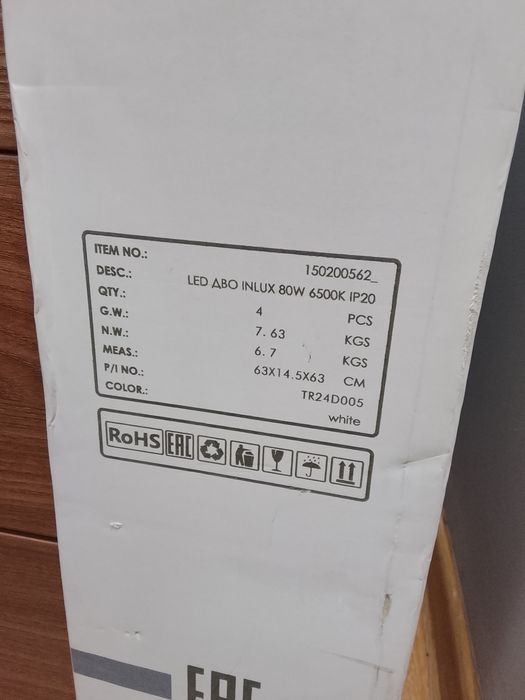 ITEM NO.: 150200562_
DESC.: LED ΔBO INLUX 80W 6500K IP20
QTY.: 4 PCS
G.W.: 7.63 KGS
N.W.: 6.7 KGS
MEAS.: 63X14.5X63 CM
P/I NO.: TR24D005
COLOR.: white
RoHS EAC
EAC